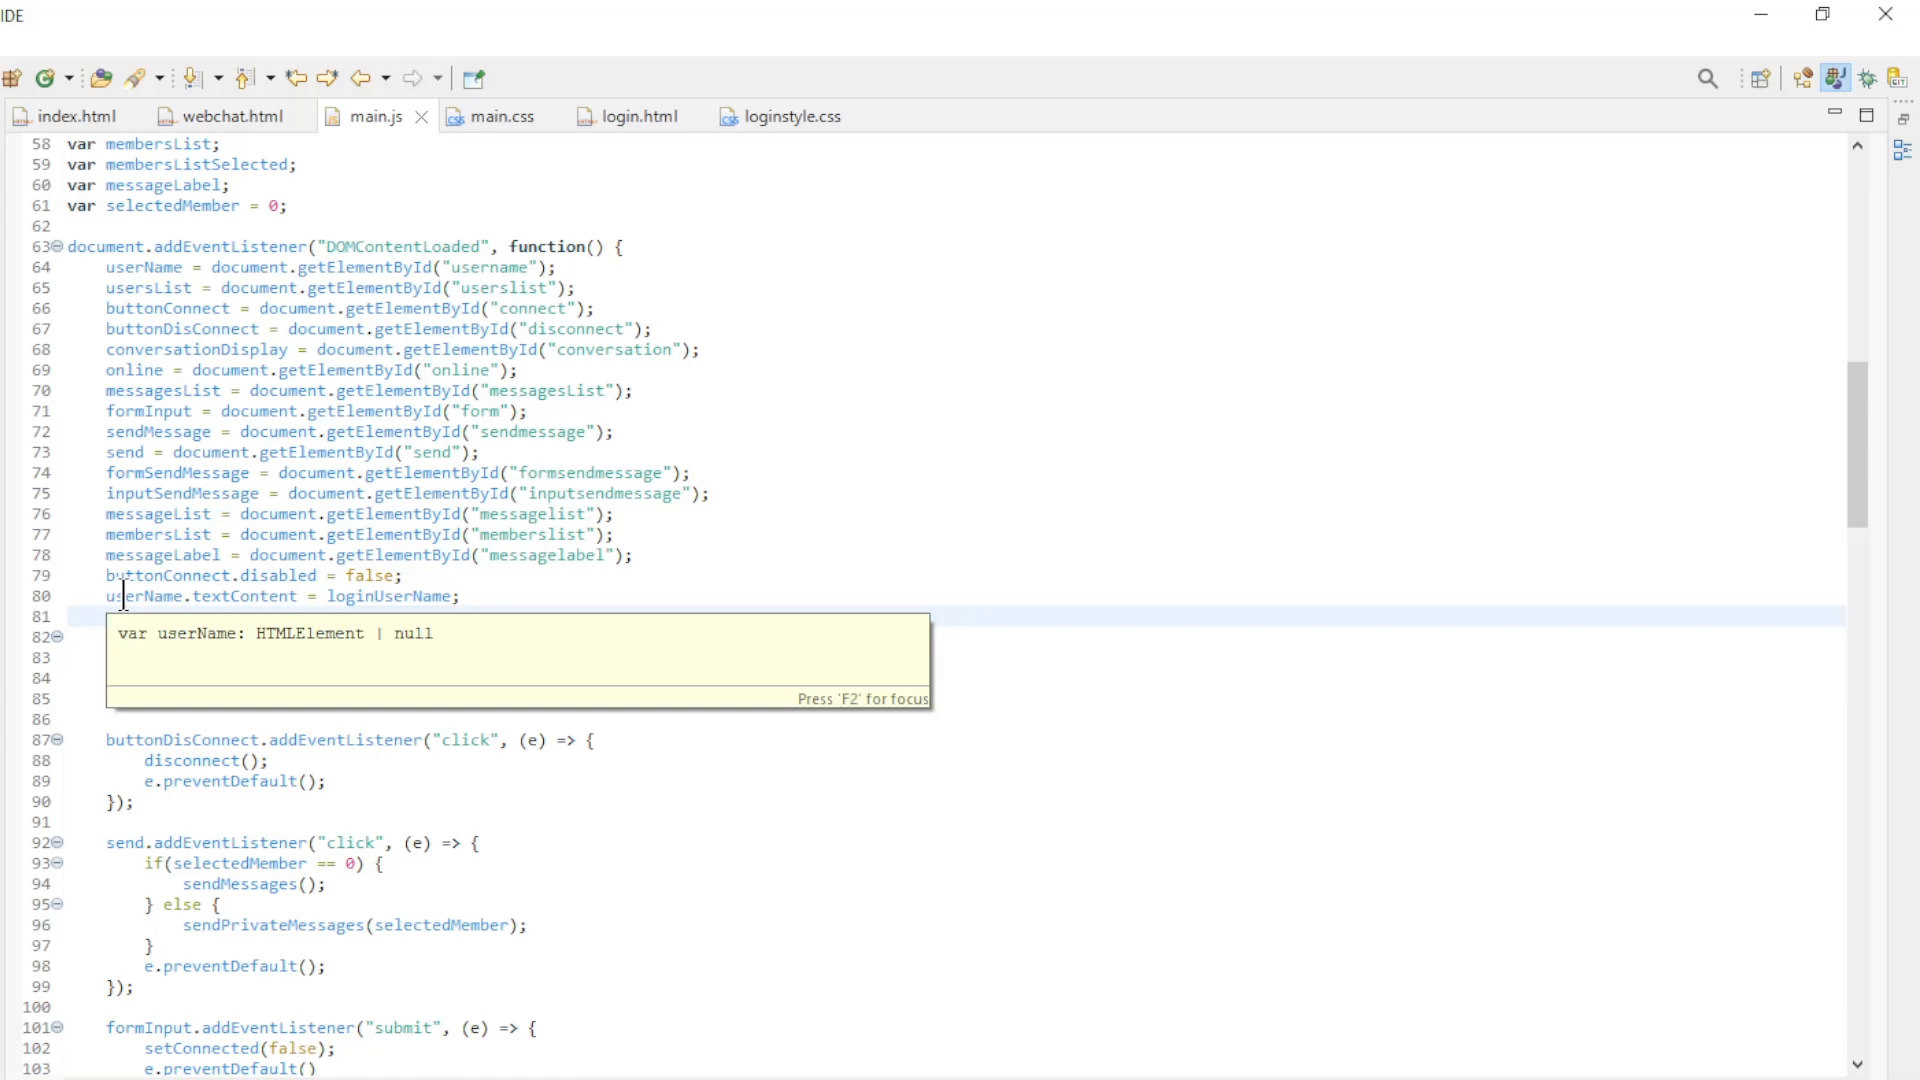 IDE
index.html
webchat.html
main.js
main.css
login.html
loginstyle.css
58 var membersList;
59 var membersListSelected;
60 var messageLabel;
61 var selectedMember = 0;
62
63 document.addEventListener("DOMContentLoaded", function() {
64 userName = document.getElementById("username");
65 usersList = document.getElementById("userslist");
66 buttonConnect = document.getElementById("connect");
67 buttonDisConnect = document.getElementById("disconnect");
68 conversationDisplay = document.getElementById("conversation");
69 online = document.getElementById("online");
70 messagesList = document.getElementById("messagesList");
71 formInput = document.getElementById("form");
72 sendMessage = document.getElementById("sendmessage");
73 send = document.getElementById("send");
74 formSendMessage = document.getElementById("formsendmessage");
75 inputSendMessage = document.getElementById("inputsendmessage");
76 messageList = document.getElementById("messagelist");
77 membersList = document.getElementById("memberslist");
78 messageLabel = document.getElementById("messagelabel");
79 buttonConnect.disabled = false;
80 userName.textContent = loginUserName;
81
82 var userName: HTMLElement | null
83
84
85 Press 'F2' for focus
86
87 buttonDisConnect.addEventListener("click", (e) => {
88 disconnect();
89 e.preventDefault();
90 });
91
92 send.addEventListener("click", (e) => {
93 if(selectedMember == 0) {
94 sendMessages();
95 } else {
96 sendPrivateMessages(selectedMember);
97 }
98 e.preventDefault();
99 });
100
101 formInput.addEventListener("submit", (e) => {
102 setConnected(false);
103 e.preventDefault()
GIT